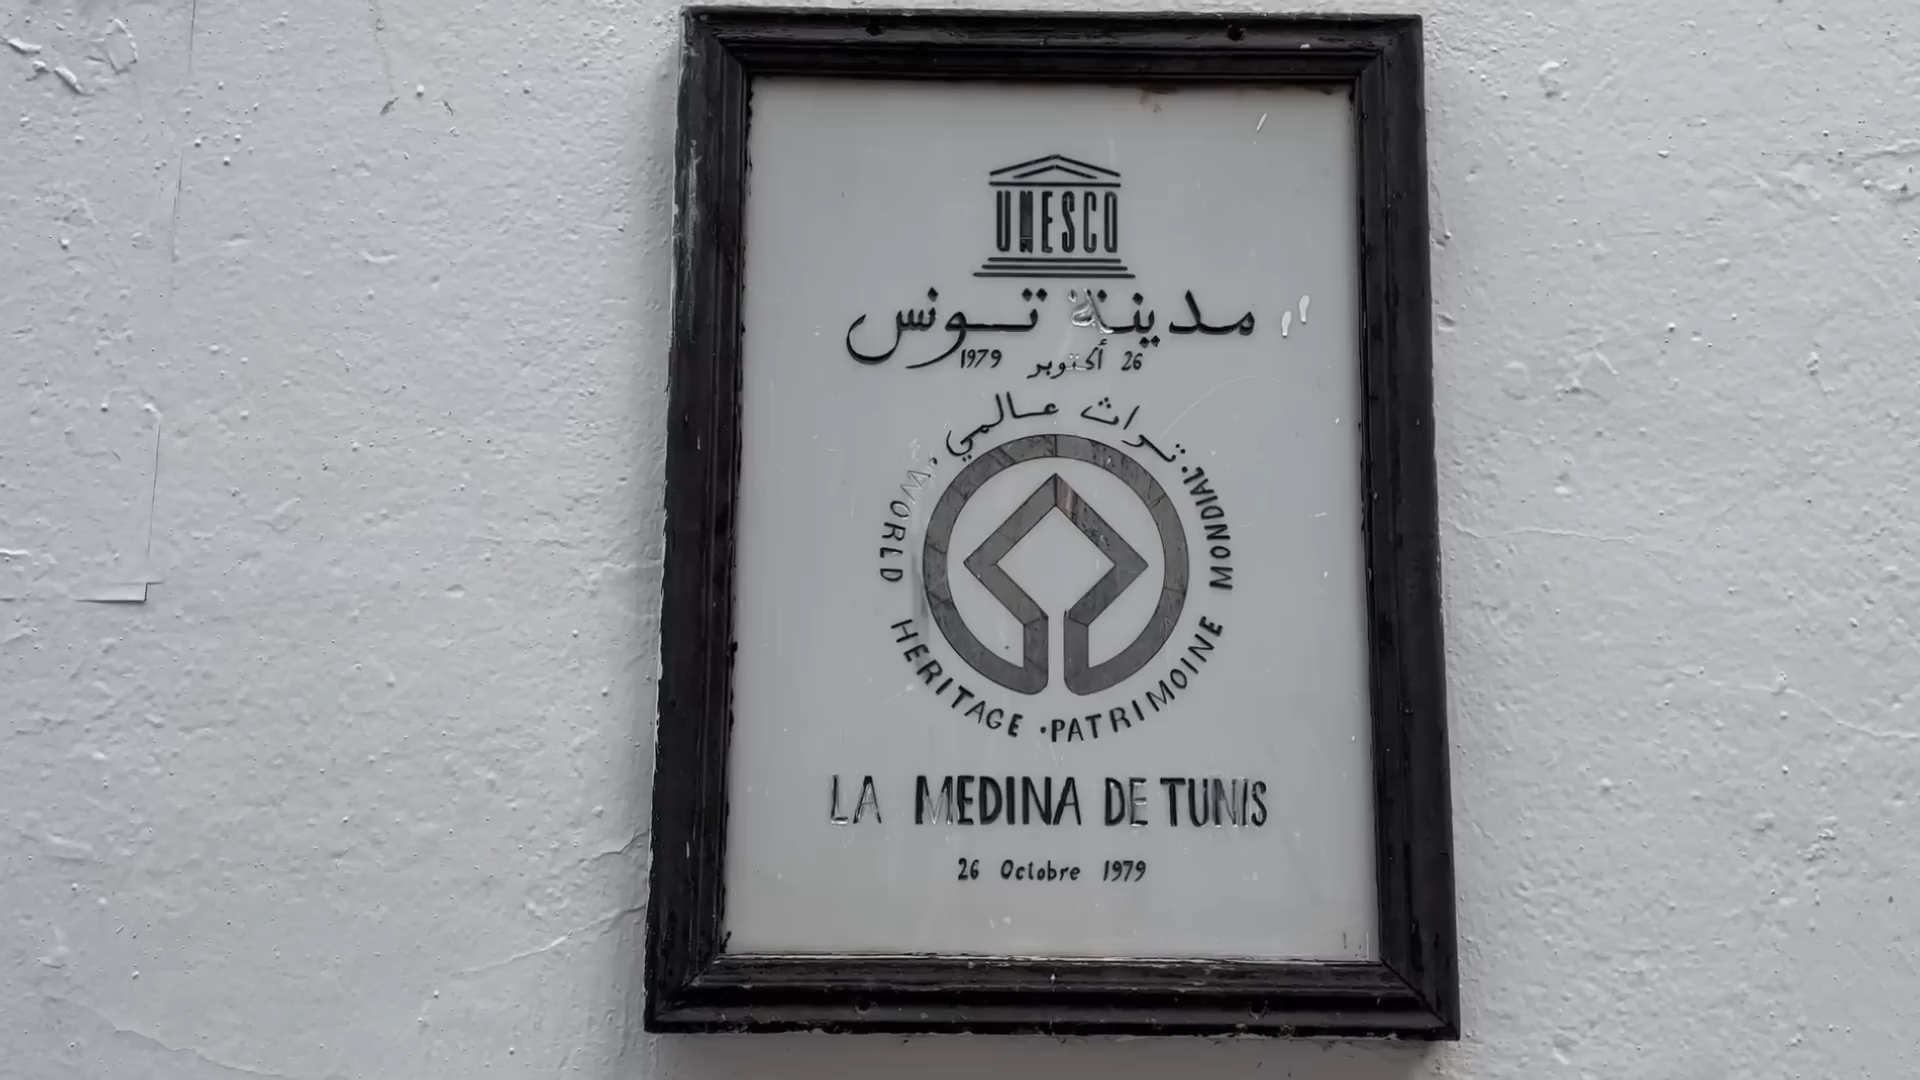 UNESCO
مدينة تونس
26 أكتوبر 1979
تراث عالمي
WORLD HERITAGE · PATRIMOINE MONDIAL ·
LA MEDINA DE TUNIS
26 Octobre 1979